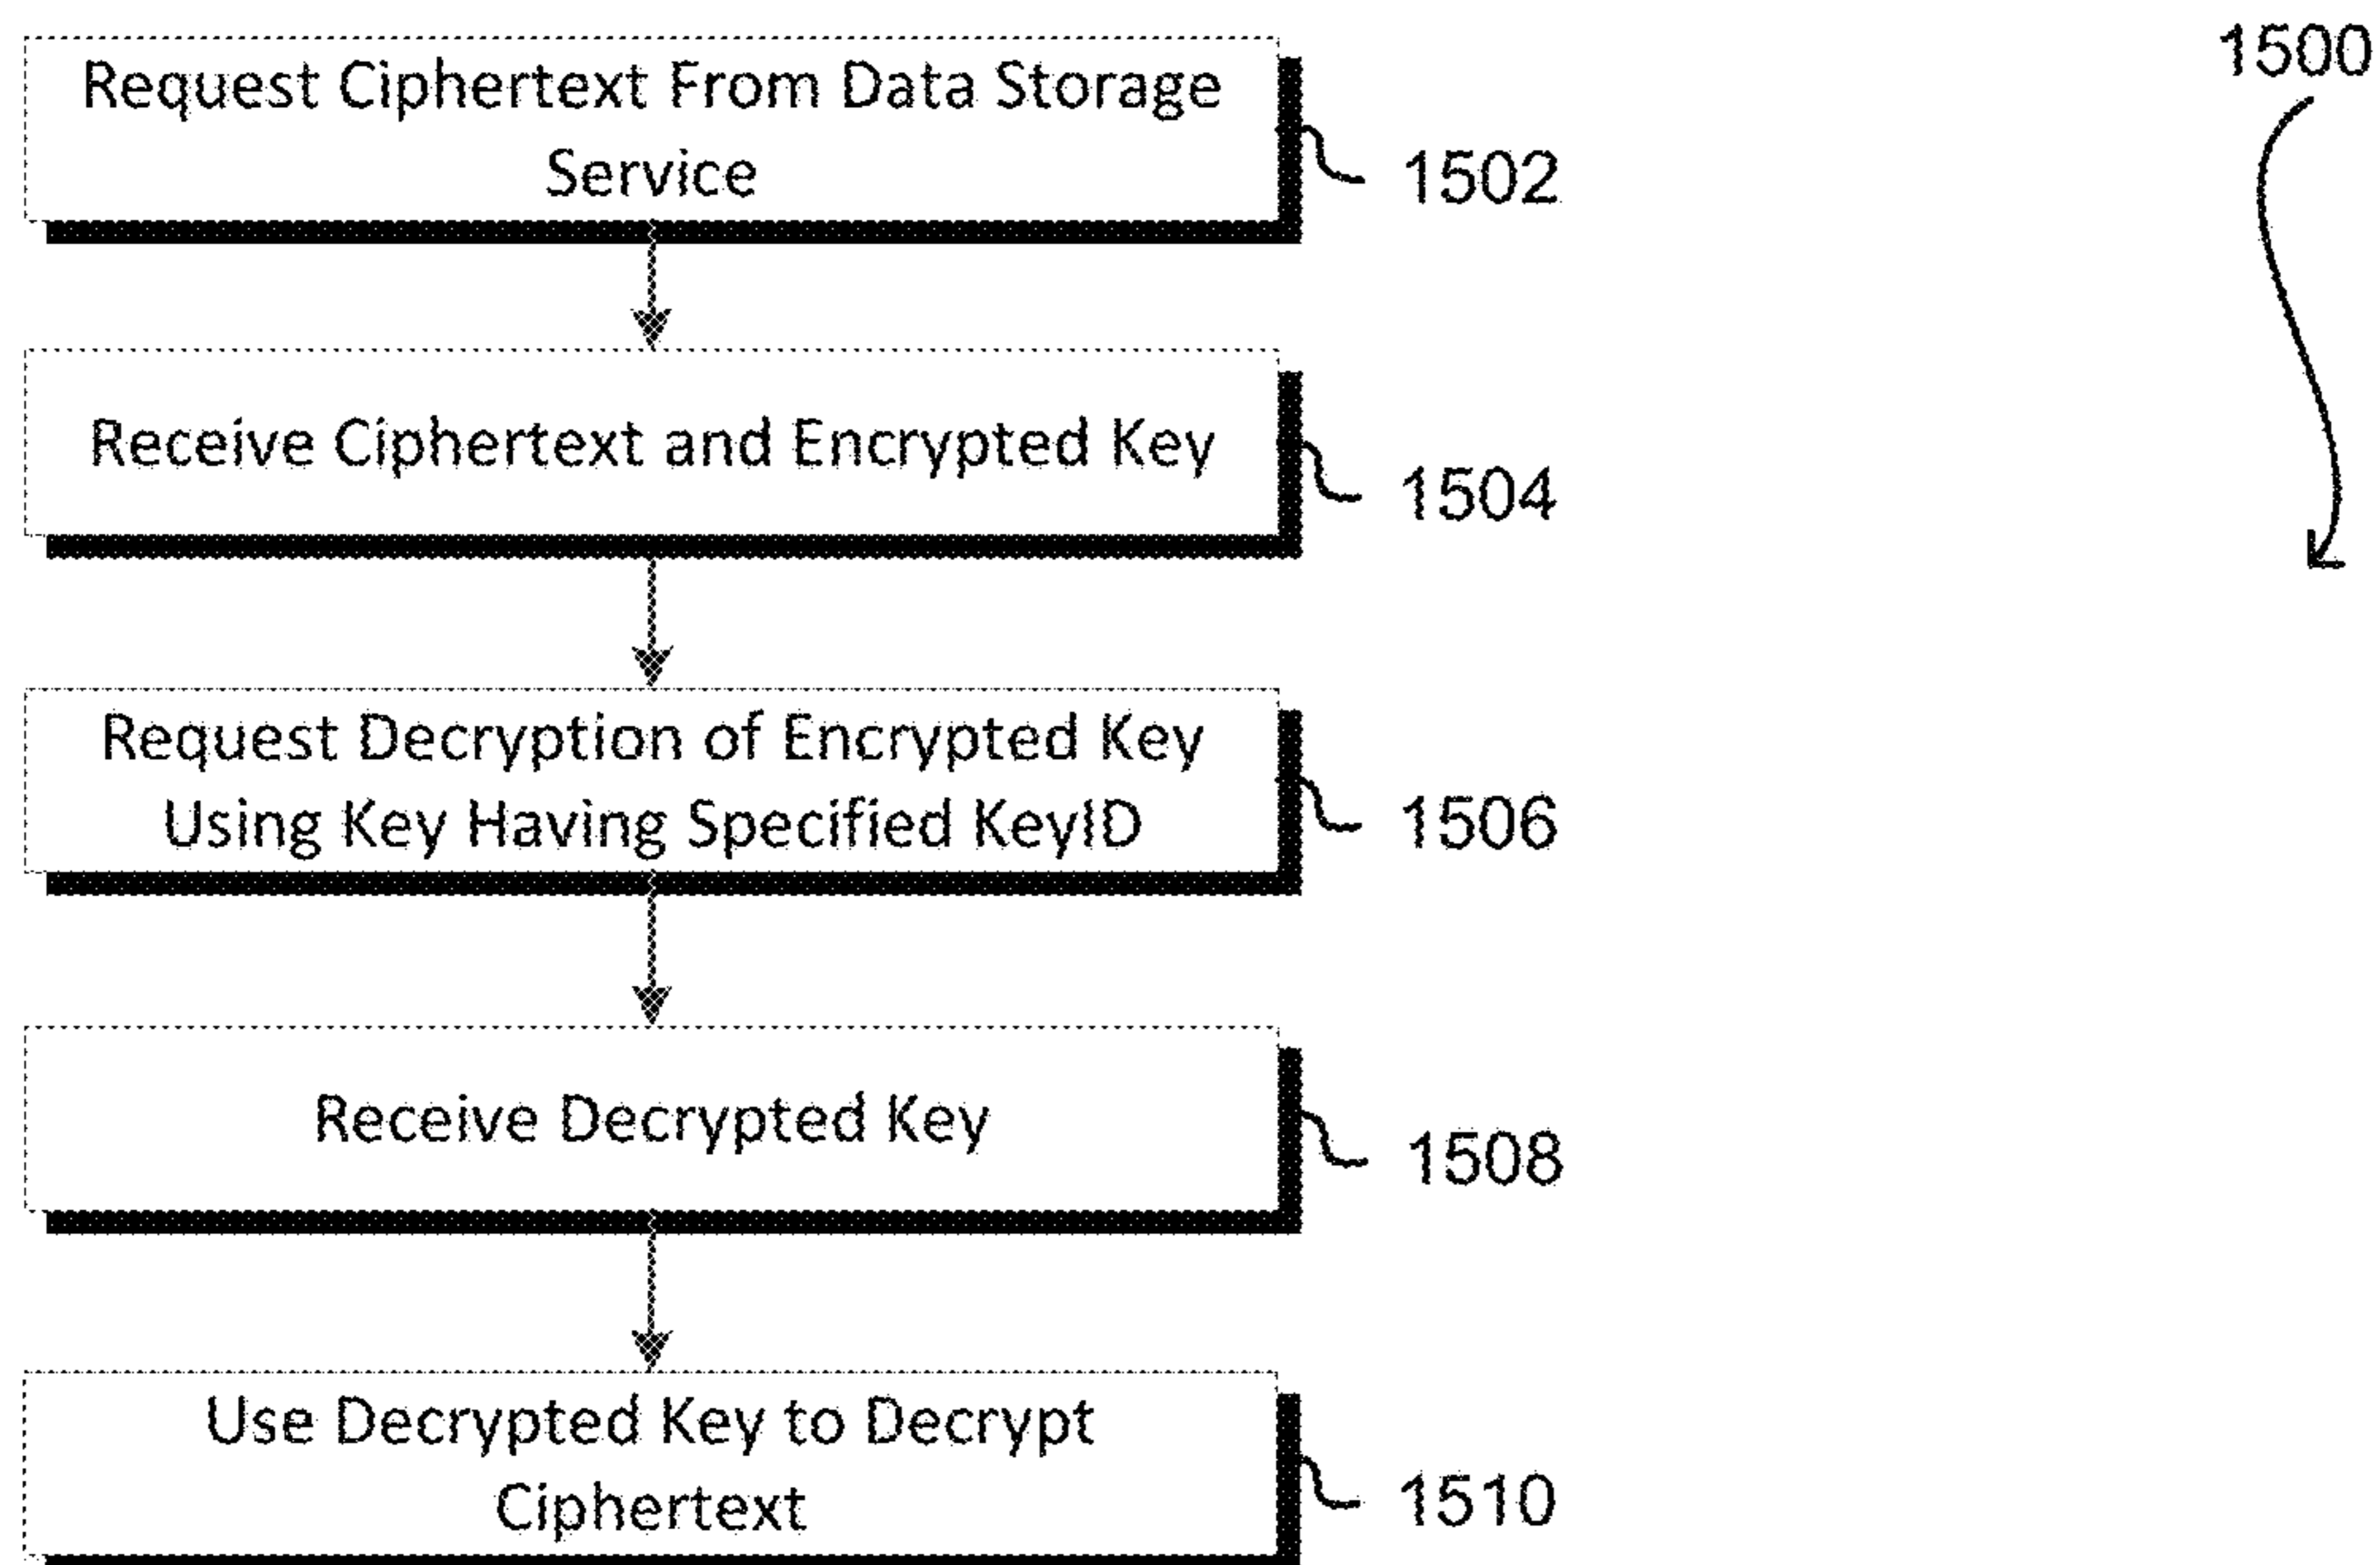 1500
Request Ciphertext From Data Storage
Service
1502
Receive Ciphertext and Encrypted Key
1504
Request Decryption of Encrypted Key
Using Key Having Specified KeyID
1506
Receive Decrypted Key
1508
Use Decrypted Key to Decrypt
Ciphertext
1510